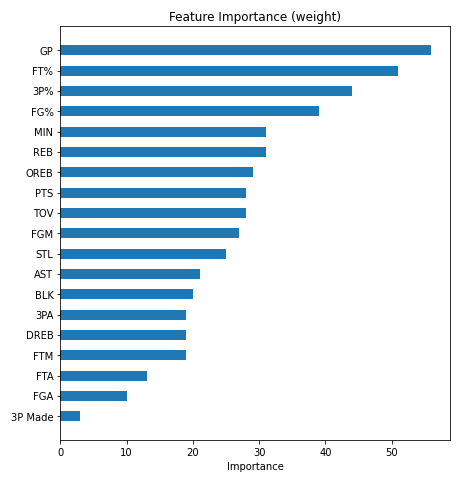 Feature Importance (weight)
GP
FT%
3P%
FG%
MIN
REB
OREB
PTS
TOV
FGM
STL
AST
BLK
3PA
DREB
FTM
FTA
FGA
3P Made
0 10 20 30 40 50
Importance